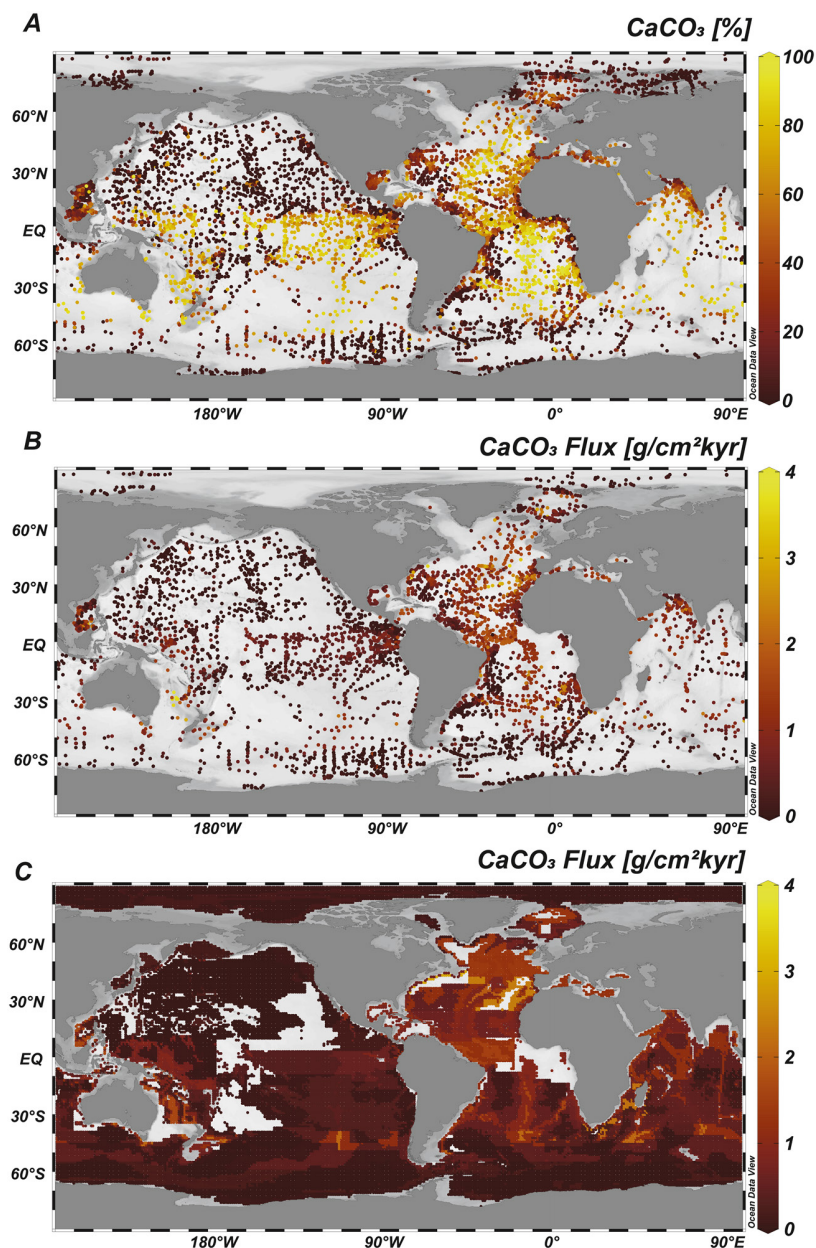 A
CaCO₃ [%]
100
80
60
40
20
0
60°N
30°N
EQ
30°S
60°S
Ocean Data View
180°W
90°W
0°
90°E
B
CaCO₃ Flux [g/cm²kyr]
4
3
2
1
0
60°N
30°N
EQ
30°S
60°S
Ocean Data View
180°W
90°W
0°
90°E
C
CaCO₃ Flux [g/cm²kyr]
4
3
2
1
0
60°N
30°N
EQ
30°S
60°S
Ocean Data View
180°W
90°W
0°
90°E